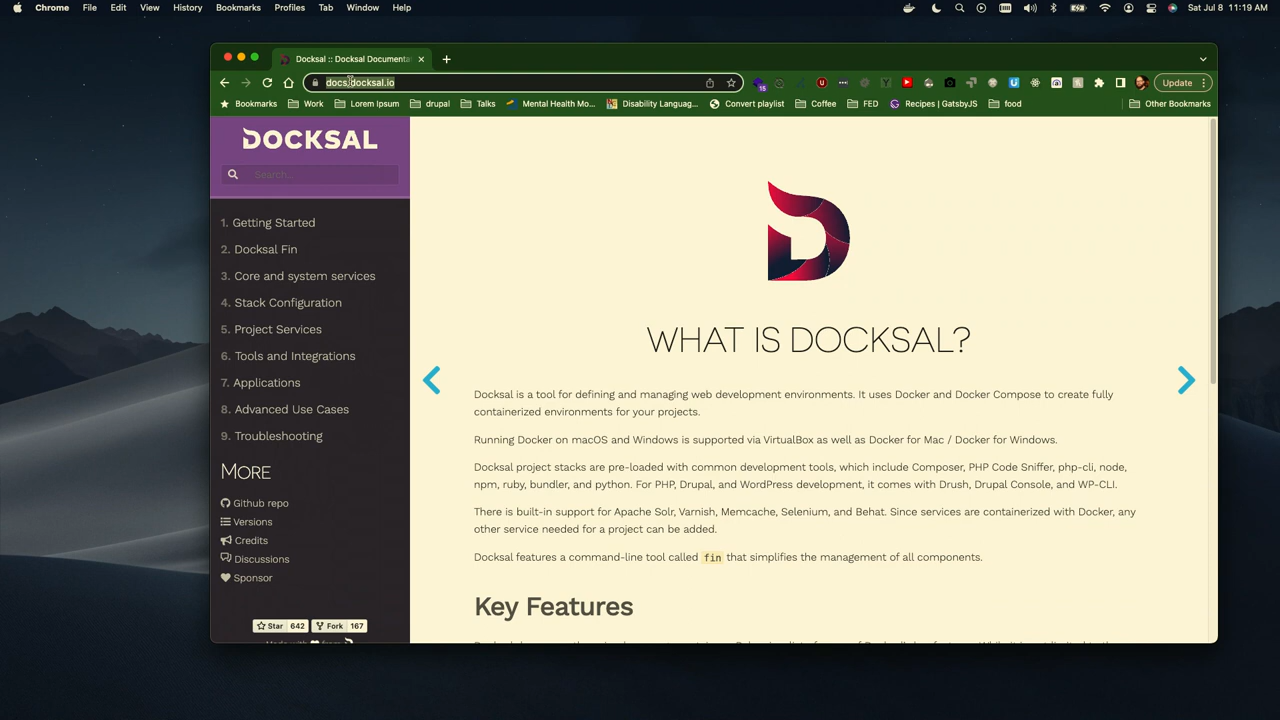 Chrome File Edit View History Bookmarks Profiles Tab Window Help Sat Jul 8 11:19 AM
Docksal :: Docksal Documenta
docs.docksal.io
Update
Bookmarks Work Lorem Ipsum drupal Talks Mental Health Mo... Disability Languag... Convert playlist Coffee FED Recipes | GatsbyJS food Other Bookmarks
DOCKSAL
Search...
1. Getting Started
2. Docksal Fin
3. Core and system services
4. Stack Configuration
5. Project Services
6. Tools and Integrations
7. Applications
8. Advanced Use Cases
9. Troubleshooting
MORE
Github repo
Versions
Credits
Discussions
Sponsor
Star 642 Fork 167
WHAT IS DOCKSAL?
Docksal is a tool for defining and managing web development environments. It uses Docker and Docker Compose to create fully
containerized environments for your projects.
Running Docker on macOS and Windows is supported via VirtualBox as well as Docker for Mac / Docker for Windows.
Docksal project stacks are pre-loaded with common development tools, which include Composer, PHP Code Sniffer, php-cli, node,
npm, ruby, bundler, and python. For PHP, Drupal, and WordPress development, it comes with Drush, Drupal Console, and WP-CLI.
There is built-in support for Apache Solr, Varnish, Memcache, Selenium, and Behat. Since services are containerized with Docker, any
other service needed for a project can be added.
Docksal features a command-line tool called fin that simplifies the management of all components.
Key Features